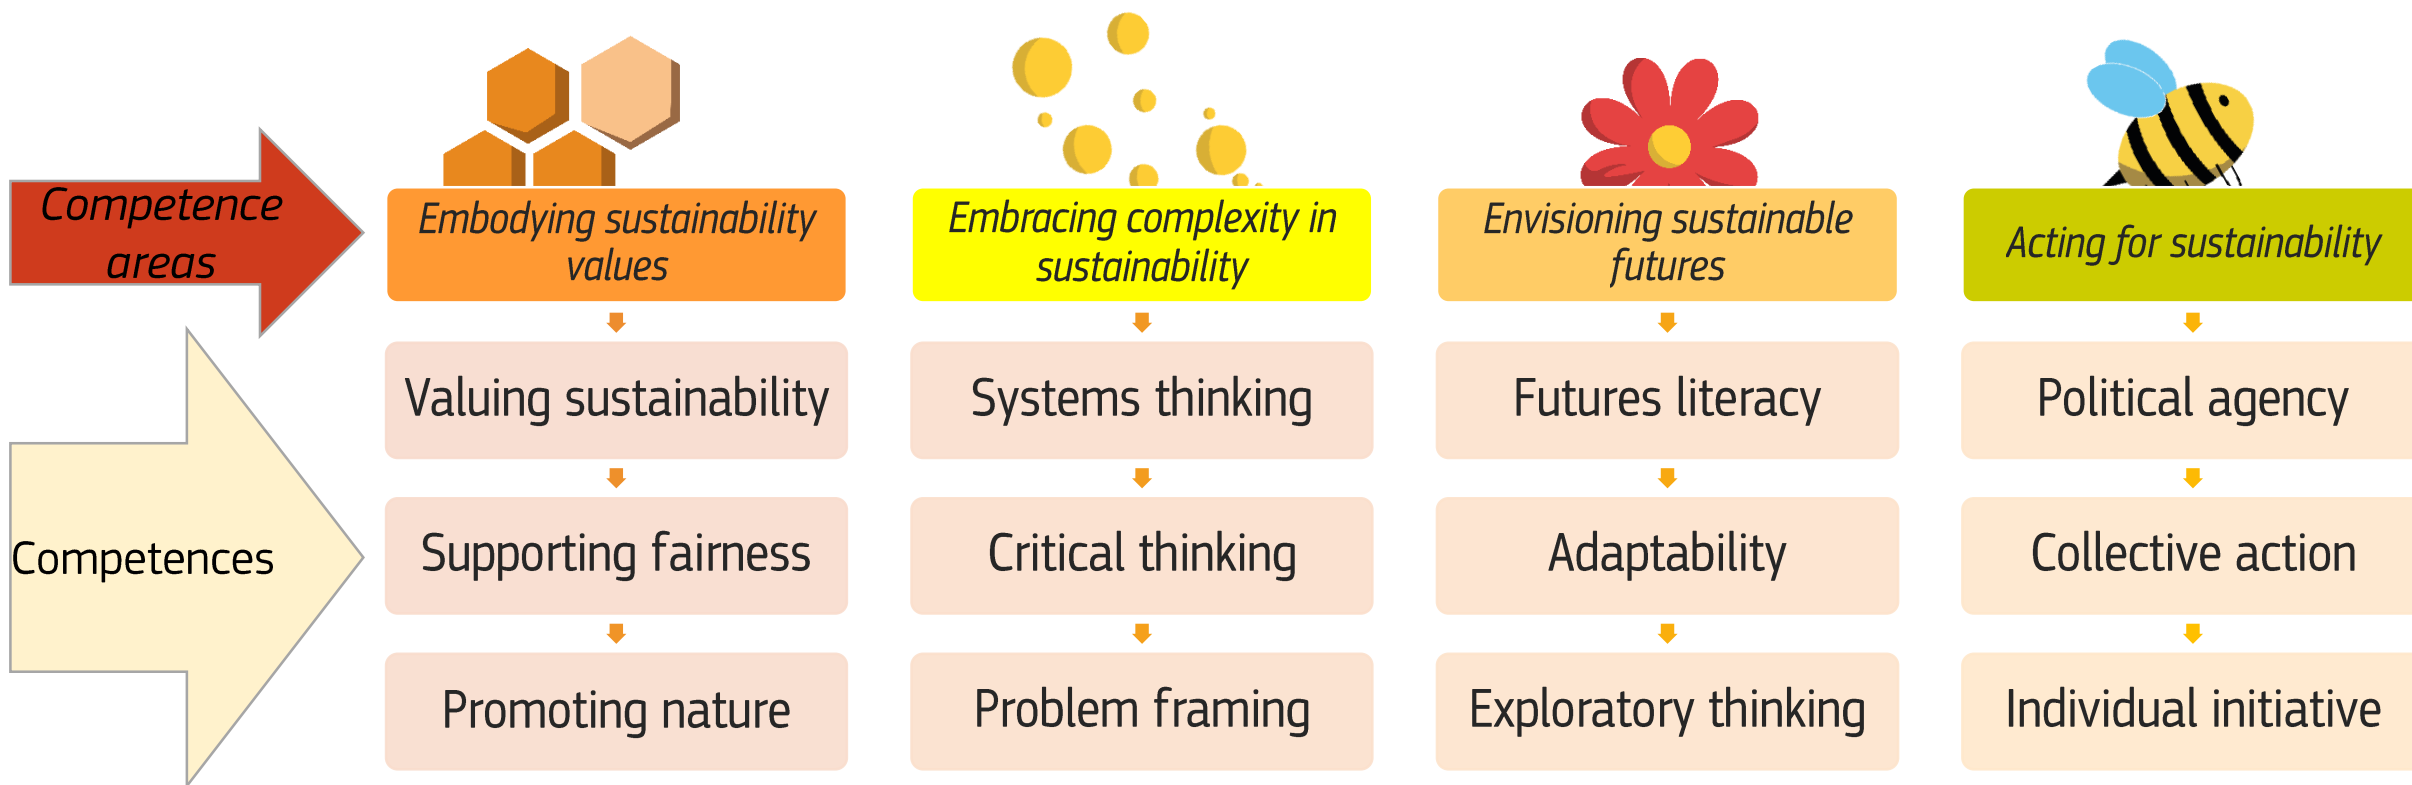 Competence
areas
Embodying sustainability
values
Embracing complexity in
sustainability
Envisioning sustainable
futures
Acting for sustainability
Competences
Valuing sustainability
Systems thinking
Futures literacy
Political agency
Supporting fairness
Critical thinking
Adaptability
Collective action
Promoting nature
Problem framing
Exploratory thinking
Individual initiative